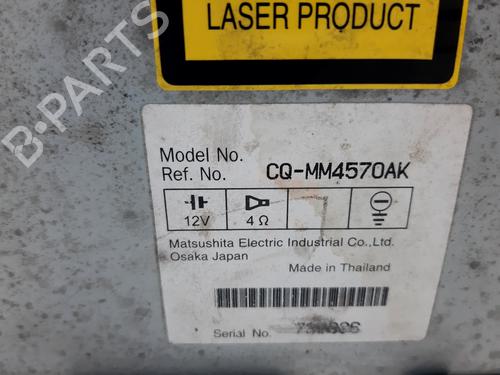 LASER PRODUCT
B-PARTS
Model No.
Ref. No. CQ-MM4570AK
12V 4 Ω
Matsushita Electric Industrial Co.,Ltd.
Osaka Japan
Made in Thailand
Serial No.